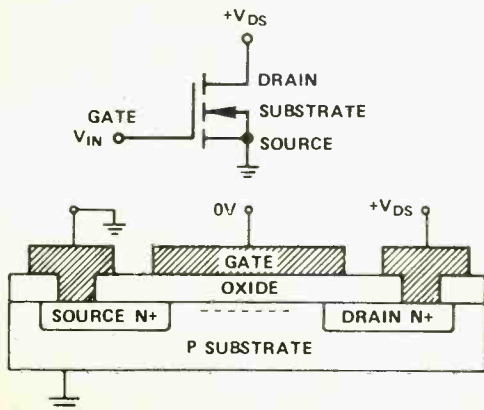 +VDS
DRAIN
SUBSTRATE
GATE
VIN
SOURCE
0V
+VDS
GATE
OXIDE
SOURCE N+
DRAIN N+
P SUBSTRATE